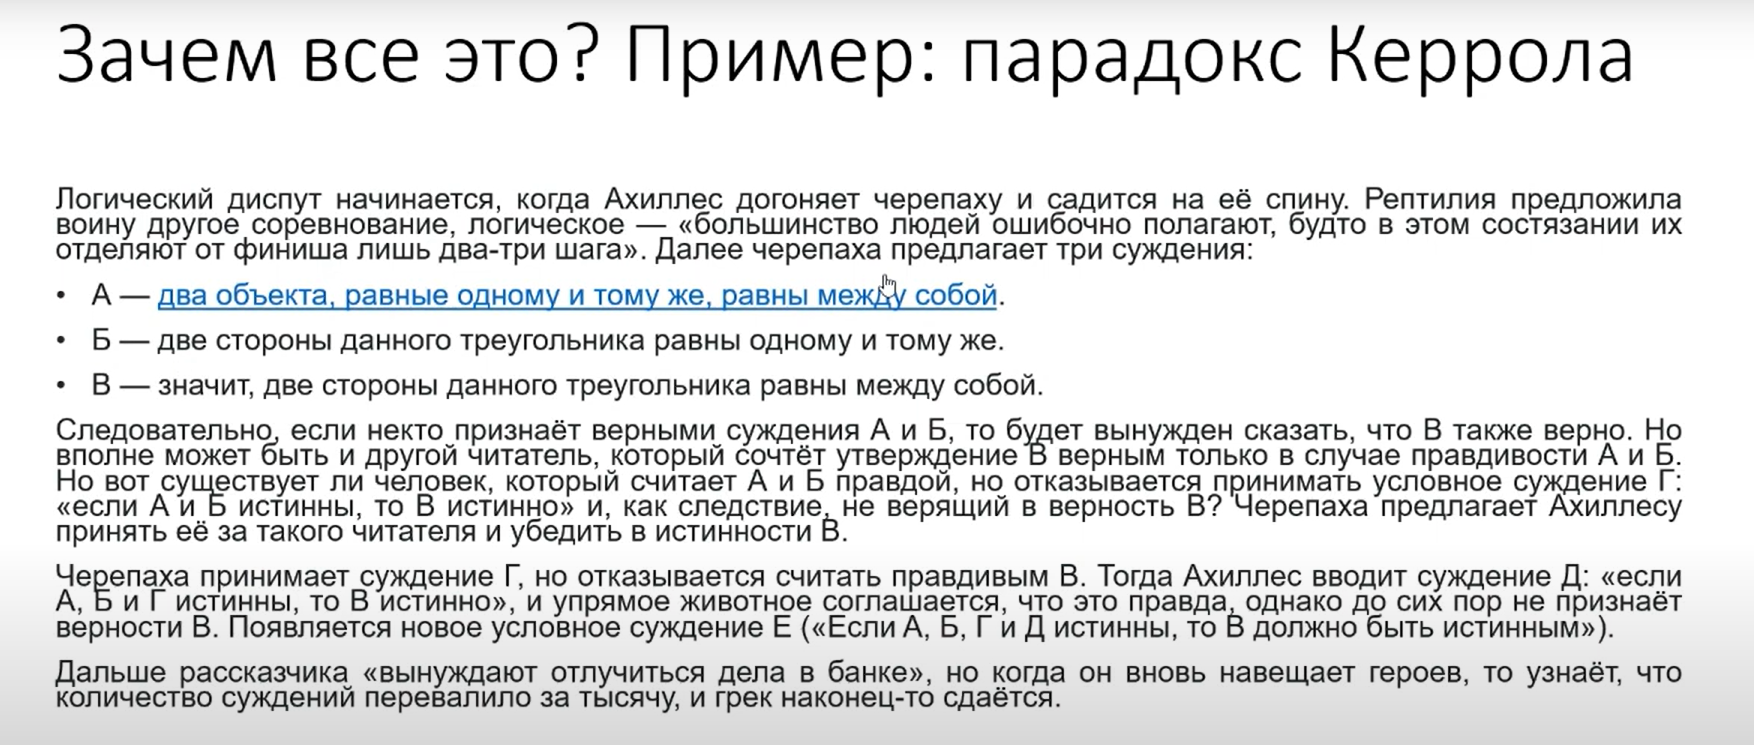 Зачем все это? Пример: парадокс Керрола
Логический диспут начинается, когда Ахиллес догоняет черепаху и садится на её спину. Рептилия предложила
воину другое соревнование, логическое — «большинство людей ошибочно полагают, будто в этом состязании их
отделяют от финиша лишь два-три шага». Далее черепаха предлагает три суждения:
• А — два объекта, равные одному и тому же, равны между собой.
• Б — две стороны данного треугольника равны одному и тому же.
• В — значит, две стороны данного треугольника равны между собой.
Следовательно, если некто признаёт верными суждения А и Б, то будет вынужден сказать, что В также верно. Но
вполне может быть и другой читатель, который сочтёт утверждение В верным только в случае правдивости А и Б.
Но вот существует ли человек, который считает А и Б правдой, но отказывается принимать условное суждение Г:
«если А и Б истинны, то В истинно» и, как следствие, не верящий в верность В? Черепаха предлагает Ахиллесу
принять её за такого читателя и убедить в истинности В.
Черепаха принимает суждение Г, но отказывается считать правдивым В. Тогда Ахиллес вводит суждение Д: «если
А, Б и Г истинны, то В истинно», и упрямое животное соглашается, что это правда, однако до сих пор не признаёт
верности В. Появляется новое условное суждение Е («Если А, Б, Г и Д истинны, то В должно быть истинным»).
Дальше рассказчика «вынуждают отлучиться дела в банке», но когда он вновь навещает героев, то узнаёт, что
количество суждений перевалило за тысячу, и грек наконец-то сдаётся.